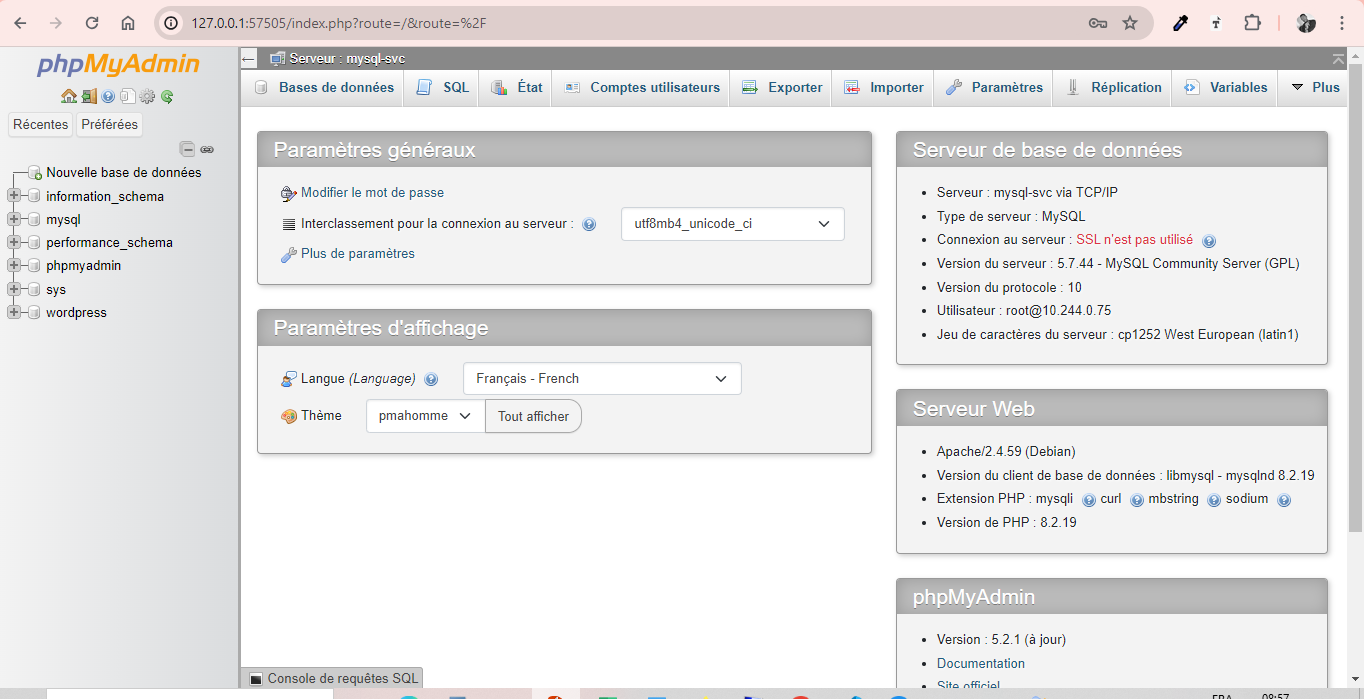 127.0.0.1:57505/index.php?route=/&route=%2F
phpMyAdmin
Récentes Préférées
Nouvelle base de données
information_schema
mysql
performance_schema
phpmyadmin
sys
wordpress
Serveur : mysql-svc
Bases de données SQL État Comptes utilisateurs Exporter Importer Paramètres Réplication Variables Plus
Paramètres généraux
Modifier le mot de passe
Interclassement pour la connexion au serveur : utf8mb4_unicode_ci
Plus de paramètres
Paramètres d'affichage
Langue (Language) Français - French
Thème pmahomme Tout afficher
Serveur de base de données
Serveur : mysql-svc via TCP/IP
Type de serveur : MySQL
Connexion au serveur : SSL n'est pas utilisé
Version du serveur : 5.7.44 - MySQL Community Server (GPL)
Version du protocole : 10
Utilisateur : root@10.244.0.75
Jeu de caractères du serveur : cp1252 West European (latin1)
Serveur Web
Apache/2.4.59 (Debian)
Version du client de base de données : libmysql - mysqlnd 8.2.19
Extension PHP : mysqli curl mbstring sodium
Version de PHP : 8.2.19
phpMyAdmin
Version : 5.2.1 (à jour)
Documentation
Site officiel
Console de requêtes SQL
FRA 08:57